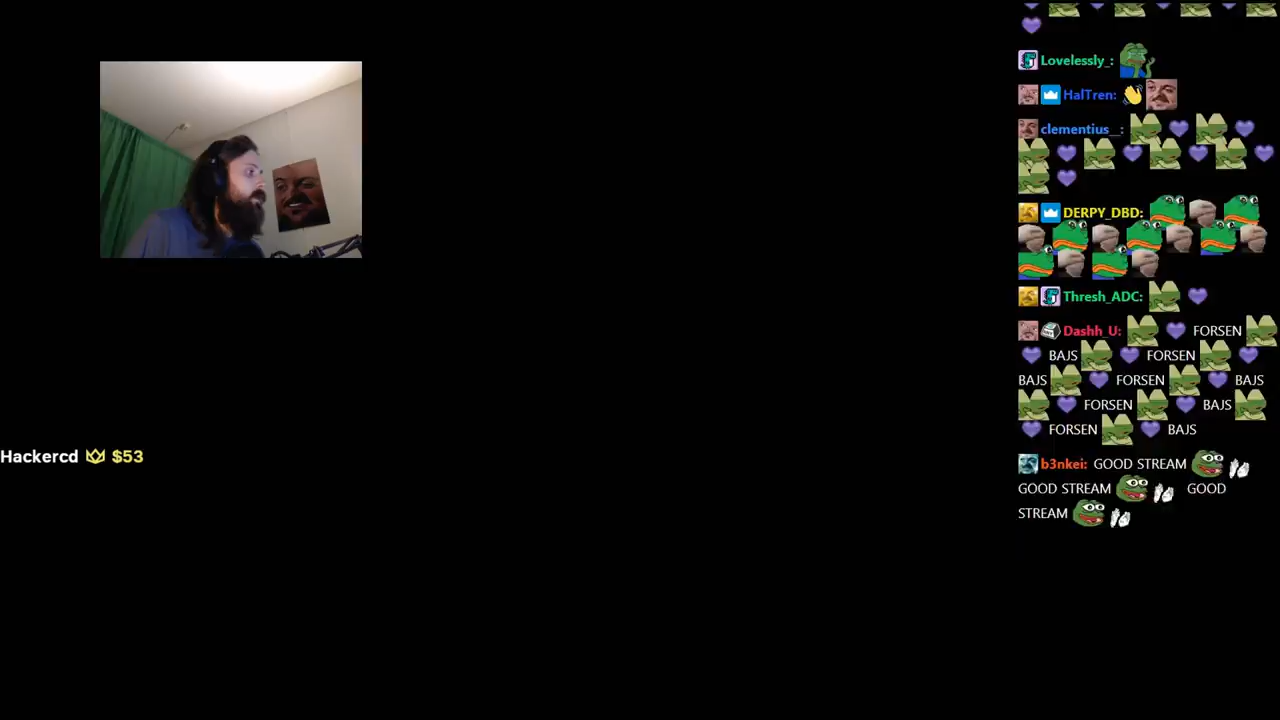 Lovelessly_:
HalTren:
clementius__:
DERPY_DBD:
Thresh_ADC:
Dashh_U: FORSEN
BAJS FORSEN
BAJS FORSEN BAJS
FORSEN BAJS
FORSEN BAJS
Hackercd $53
b3nkei: GOOD STREAM
GOOD STREAM GOOD
STREAM